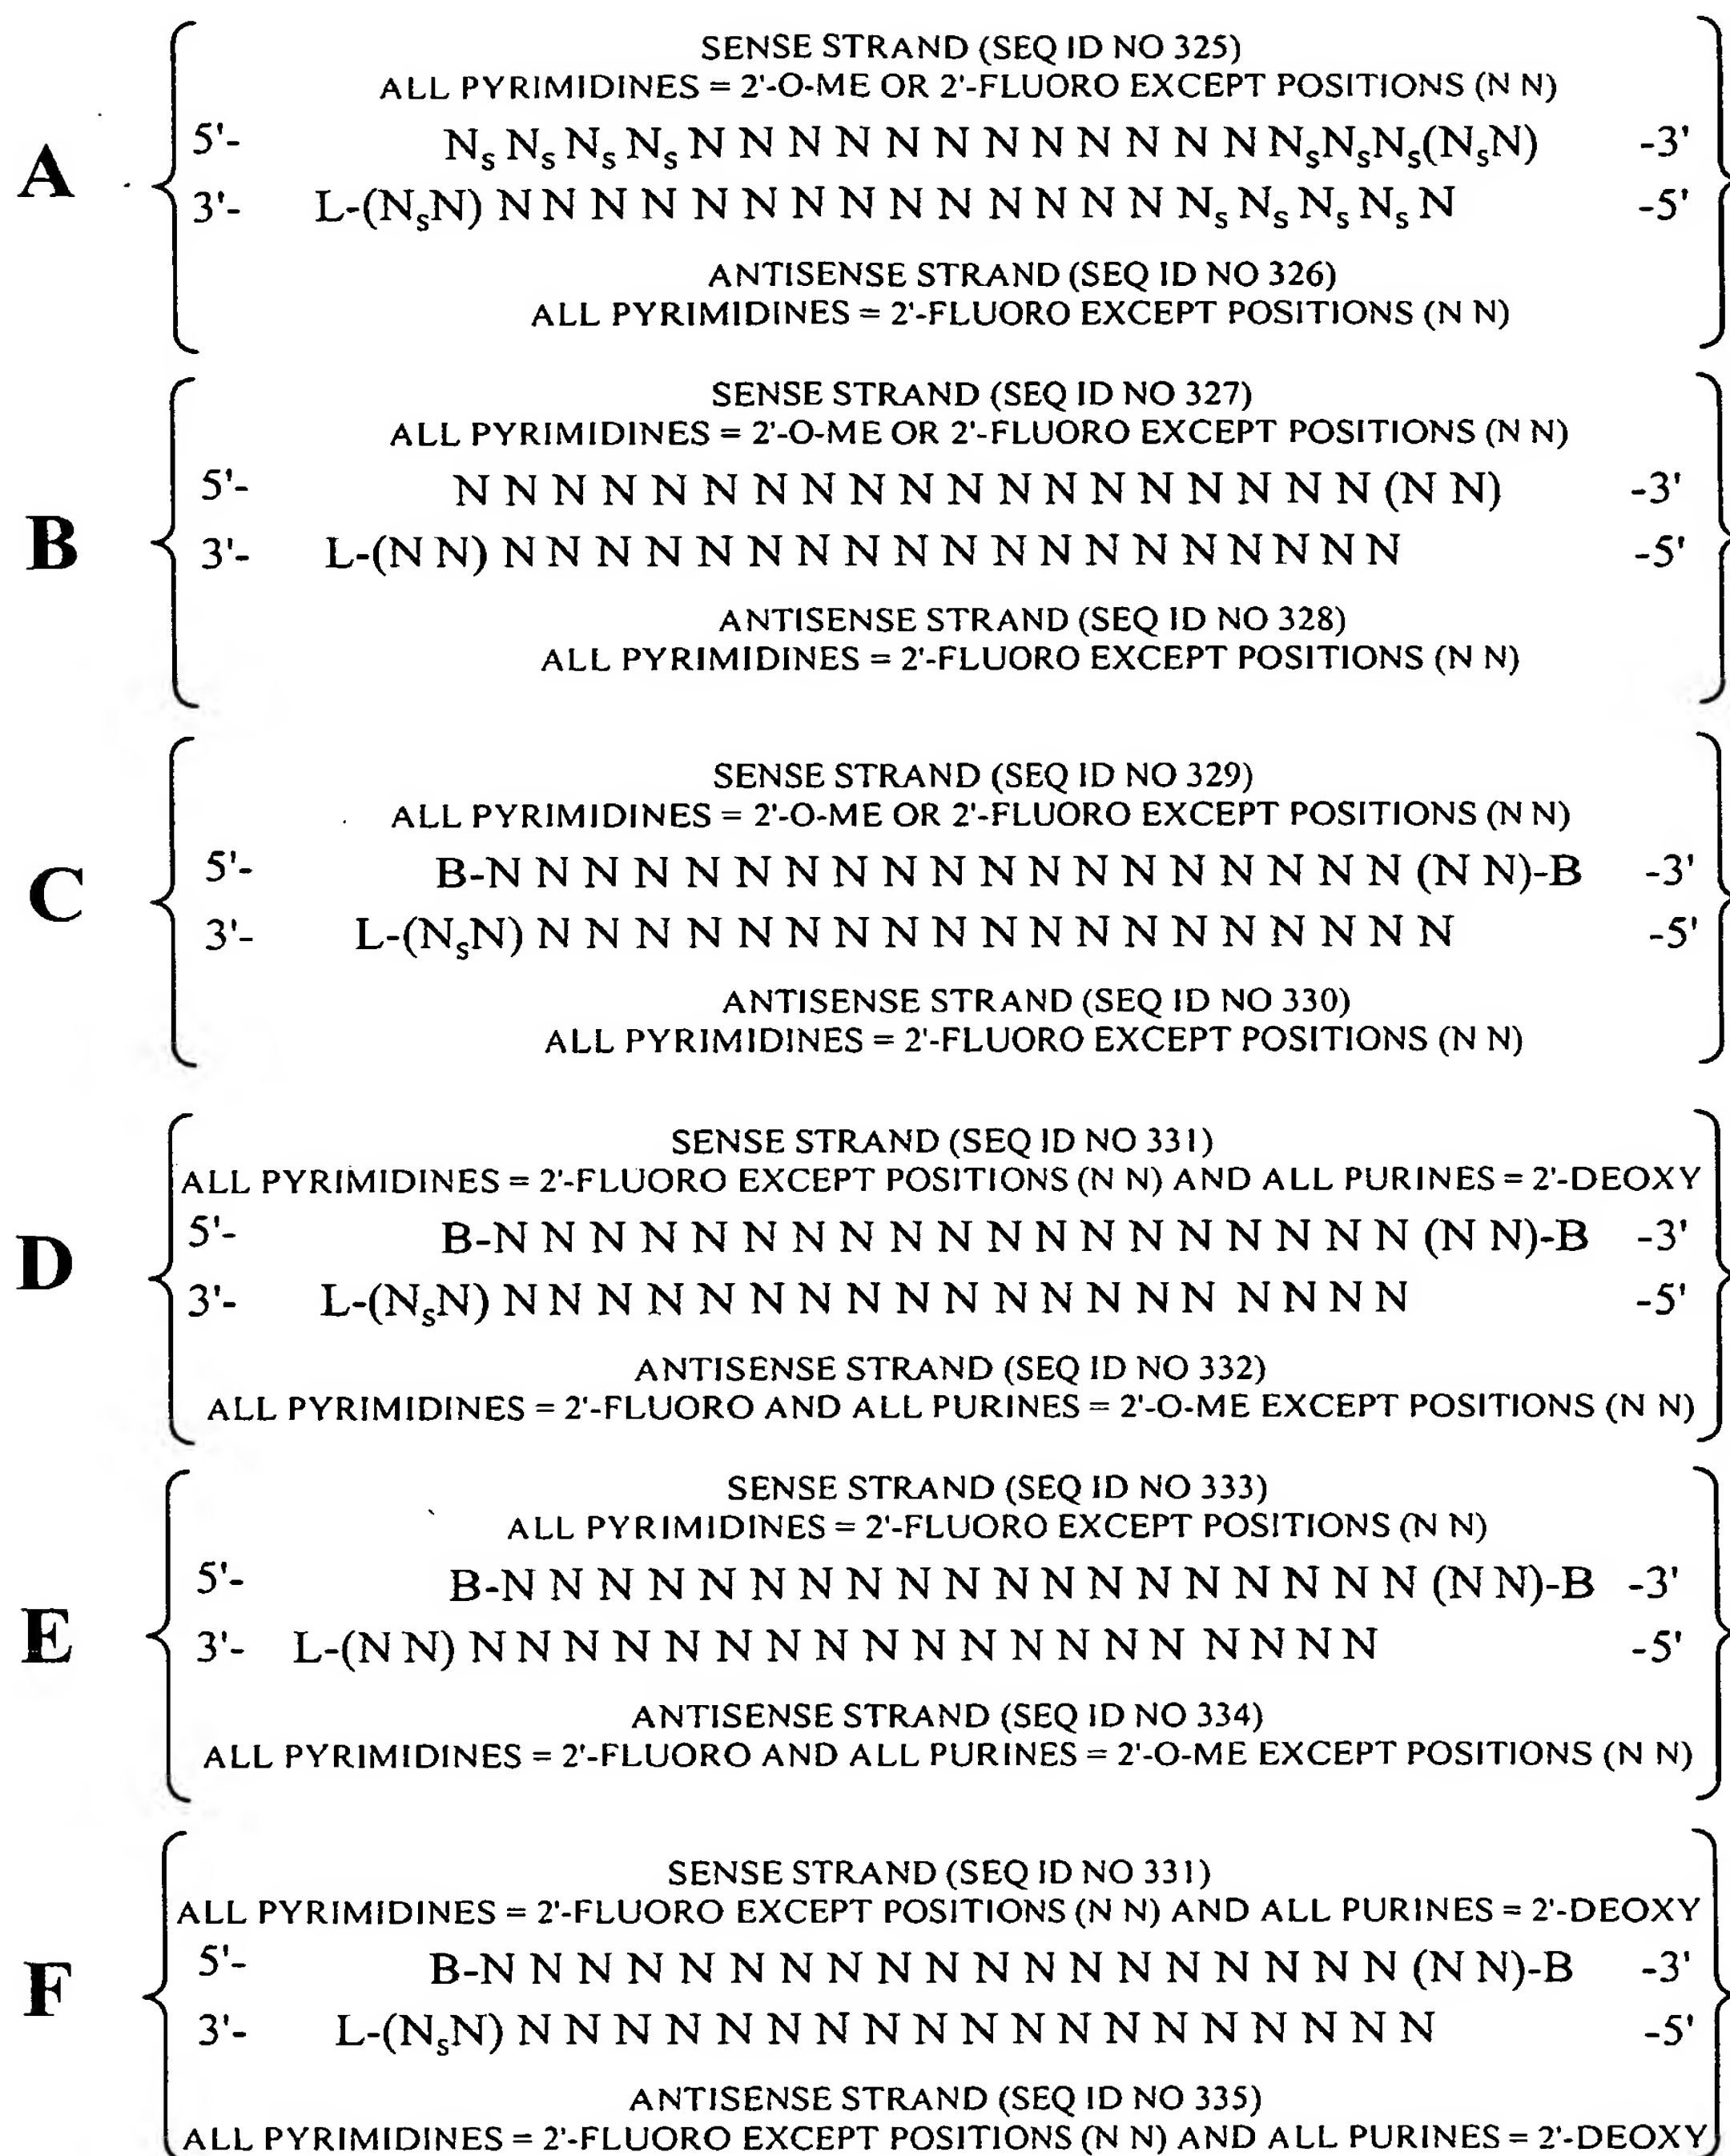 A
SENSE STRAND (SEQ ID NO 325)
ALL PYRIMIDINES = 2'-O-ME OR 2'-FLUORO EXCEPT POSITIONS (N N)
5'- NₛNₛNₛNₛN N N N N N N N N N N N NₛNₛNₛ(NₛN) -3'
3'- L-(NₛN) N N N N N N N N N N N N N N NₛNₛNₛNₛN -5'
ANTISENSE STRAND (SEQ ID NO 326)
ALL PYRIMIDINES = 2'-FLUORO EXCEPT POSITIONS (N N)
B
SENSE STRAND (SEQ ID NO 327)
ALL PYRIMIDINES = 2'-O-ME OR 2'-FLUORO EXCEPT POSITIONS (N N)
5'- N N N N N N N N N N N N N N N N N N N (N N) -3'
3'- L-(N N) N N N N N N N N N N N N N N N N N N N -5'
ANTISENSE STRAND (SEQ ID NO 328)
ALL PYRIMIDINES = 2'-FLUORO EXCEPT POSITIONS (N N)
C
SENSE STRAND (SEQ ID NO 329)
ALL PYRIMIDINES = 2'-O-ME OR 2'-FLUORO EXCEPT POSITIONS (N N)
5'- B-N N N N N N N N N N N N N N N N N N N (N N)-B -3'
3'- L-(NₛN) N N N N N N N N N N N N N N N N N N N -5'
ANTISENSE STRAND (SEQ ID NO 330)
ALL PYRIMIDINES = 2'-FLUORO EXCEPT POSITIONS (N N)
D
SENSE STRAND (SEQ ID NO 331)
ALL PYRIMIDINES = 2'-FLUORO EXCEPT POSITIONS (N N) AND ALL PURINES = 2'-DEOXY
5'- B-N N N N N N N N N N N N N N N N N N N (N N)-B -3'
3'- L-(NₛN) N N N N N N N N N N N N N N N N N N N -5'
ANTISENSE STRAND (SEQ ID NO 332)
ALL PYRIMIDINES = 2'-FLUORO AND ALL PURINES = 2'-O-ME EXCEPT POSITIONS (N N)
E
SENSE STRAND (SEQ ID NO 333)
ALL PYRIMIDINES = 2'-FLUORO EXCEPT POSITIONS (N N)
5'- B-N N N N N N N N N N N N N N N N N N N (N N)-B -3'
3'- L-(N N) N N N N N N N N N N N N N N N N N N N -5'
ANTISENSE STRAND (SEQ ID NO 334)
ALL PYRIMIDINES = 2'-FLUORO AND ALL PURINES = 2'-O-ME EXCEPT POSITIONS (N N)
F
SENSE STRAND (SEQ ID NO 331)
ALL PYRIMIDINES = 2'-FLUORO EXCEPT POSITIONS (N N) AND ALL PURINES = 2'-DEOXY
5'- B-N N N N N N N N N N N N N N N N N N N (N N)-B -3'
3'- L-(NₛN) N N N N N N N N N N N N N N N N N N N -5'
ANTISENSE STRAND (SEQ ID NO 335)
ALL PYRIMIDINES = 2'-FLUORO EXCEPT POSITIONS (N N) AND ALL PURINES = 2'-DEOXY